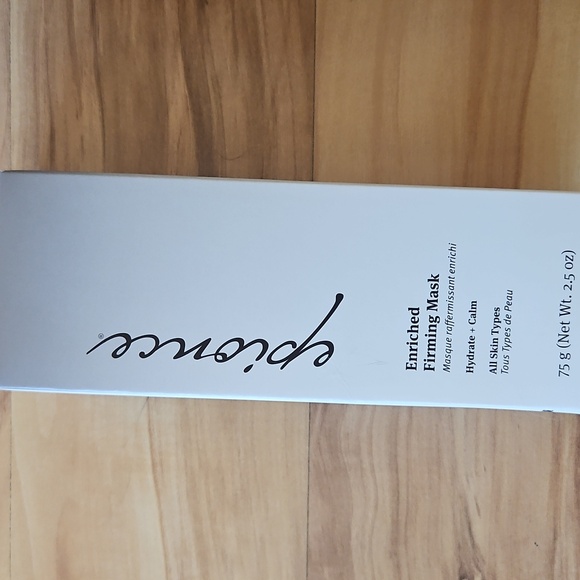 epionce®
Enriched
Firming Mask
Masque raffermissant enrichi
Hydrate + Calm
All Skin Types
Tous Types de Peau
75 g (Net Wt. 2.5 oz)